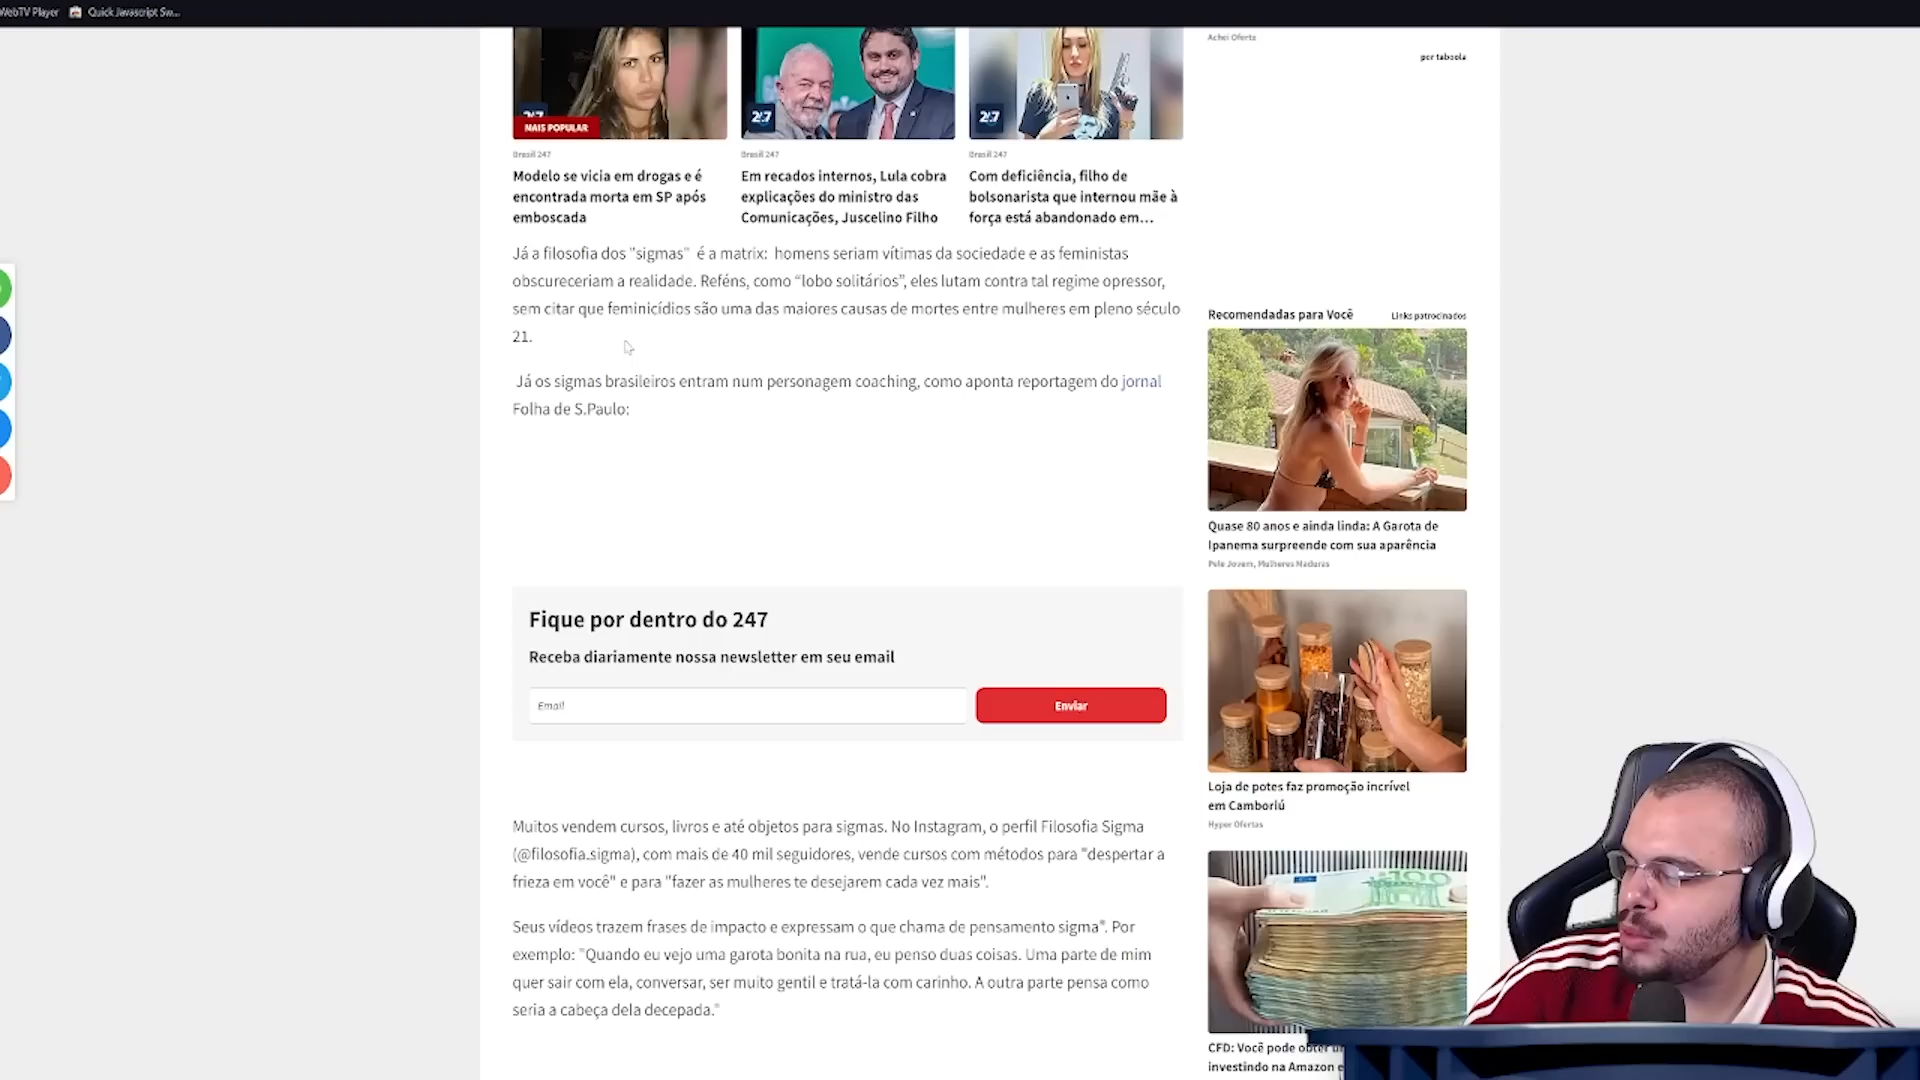 WebTV Player
Quick Javascript Sw...
MAIS POPULAR
247
247
Brasil 247
Modelo se vicia em drogas e é
encontrada morta em SP após
emboscada
Brasil 247
Em recados internos, Lula cobra
explicações do ministro das
Comunicações, Juscelino Filho
Brasil 247
Com deficiência, filho de
bolsonarista que internou mãe à
força está abandonado em...
Já a filosofia dos "sigmas" é a matrix: homens seriam vítimas da sociedade e as feministas
obscureceriam a realidade. Reféns, como “lobo solitários”, eles lutam contra tal regime opressor,
sem citar que feminicídios são uma das maiores causas de mortes entre mulheres em pleno século
21.
Já os sigmas brasileiros entram num personagem coaching, como aponta reportagem do jornal
Folha de S.Paulo:
Fique por dentro do 247
Receba diariamente nossa newsletter em seu email
Email
Enviar
Muitos vendem cursos, livros e até objetos para sigmas. No Instagram, o perfil Filosofia Sigma
(@filosofia.sigma), com mais de 40 mil seguidores, vende cursos com métodos para "despertar a
frieza em você" e para "fazer as mulheres te desejarem cada vez mais".
Seus vídeos trazem frases de impacto e expressam o que chama de pensamento sigma". Por
exemplo: "Quando eu vejo uma garota bonita na rua, eu penso duas coisas. Uma parte de mim
quer sair com ela, conversar, ser muito gentil e tratá-la com carinho. A outra parte pensa como
seria a cabeça dela decepada."
Achei Oferta
por taboola
Recomendadas para Você
Links patrocinados
Quase 80 anos e ainda linda: A Garota de
Ipanema surpreende com sua aparência
Pele Jovem, Mulheres Maduras
Loja de potes faz promoção incrível
em Camboriú
Hyper Ofertas
100
CFD: Você pode obter
investindo na Amazon